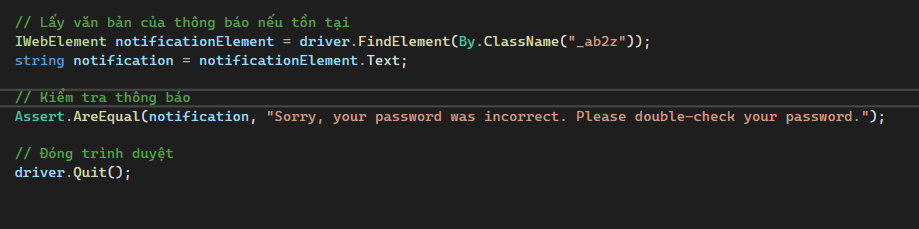 // Lấy văn bản của thông báo nếu tồn tại
IWebElement notificationElement = driver.FindElement(By.ClassName("_ab2z"));
string notification = notificationElement.Text;
// Kiểm tra thông báo
Assert.AreEqual(notification, "Sorry, your password was incorrect. Please double-check your password.");
// Đóng trình duyệt
driver.Quit();